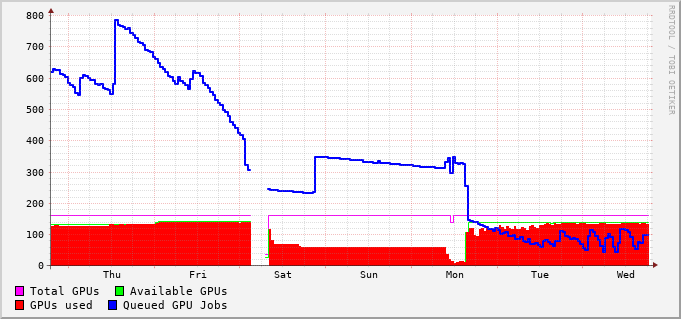 800
700
600
500
400
300
200
100
0
Thu Fri Sat Sun Mon Tue Wed
Total GPUs Available GPUs
GPUs used Queued GPU Jobs
RRDTOOL / TOBI OETIKER